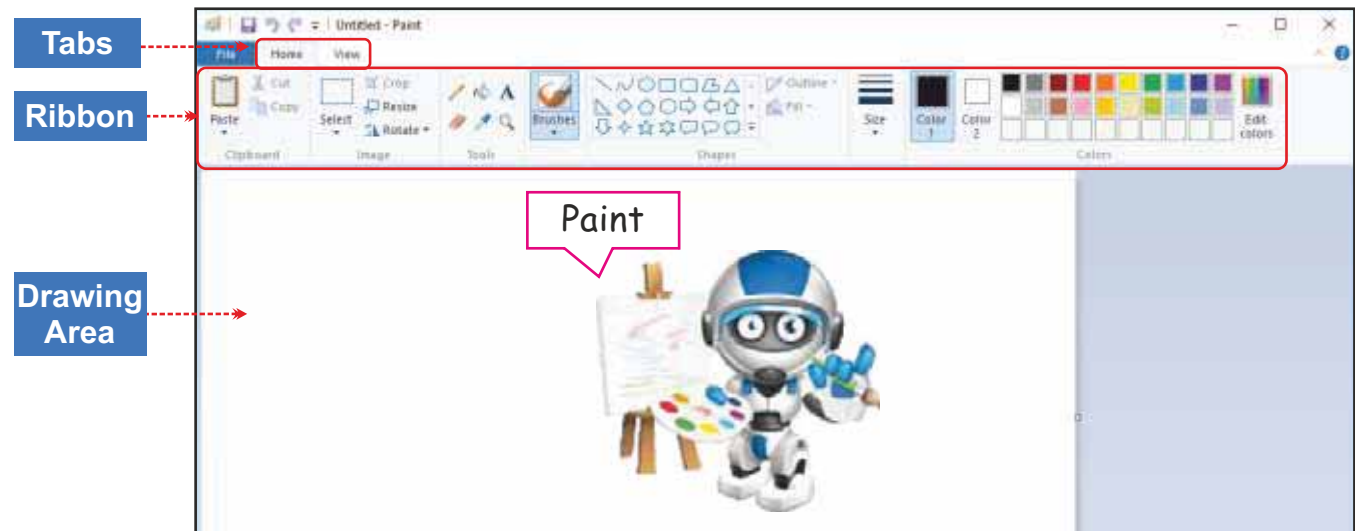 Untitled - Paint
Tabs
File Home View
Ribbon
Paste
Cut
Copy
Clipboard
Select
Crop
Resize
Rotate
Image
A
Tools
Brushes
Outline
Fill
Shapes
Size
Color
1
Color
2
Edit
colors
Colors
Paint
Drawing
Area